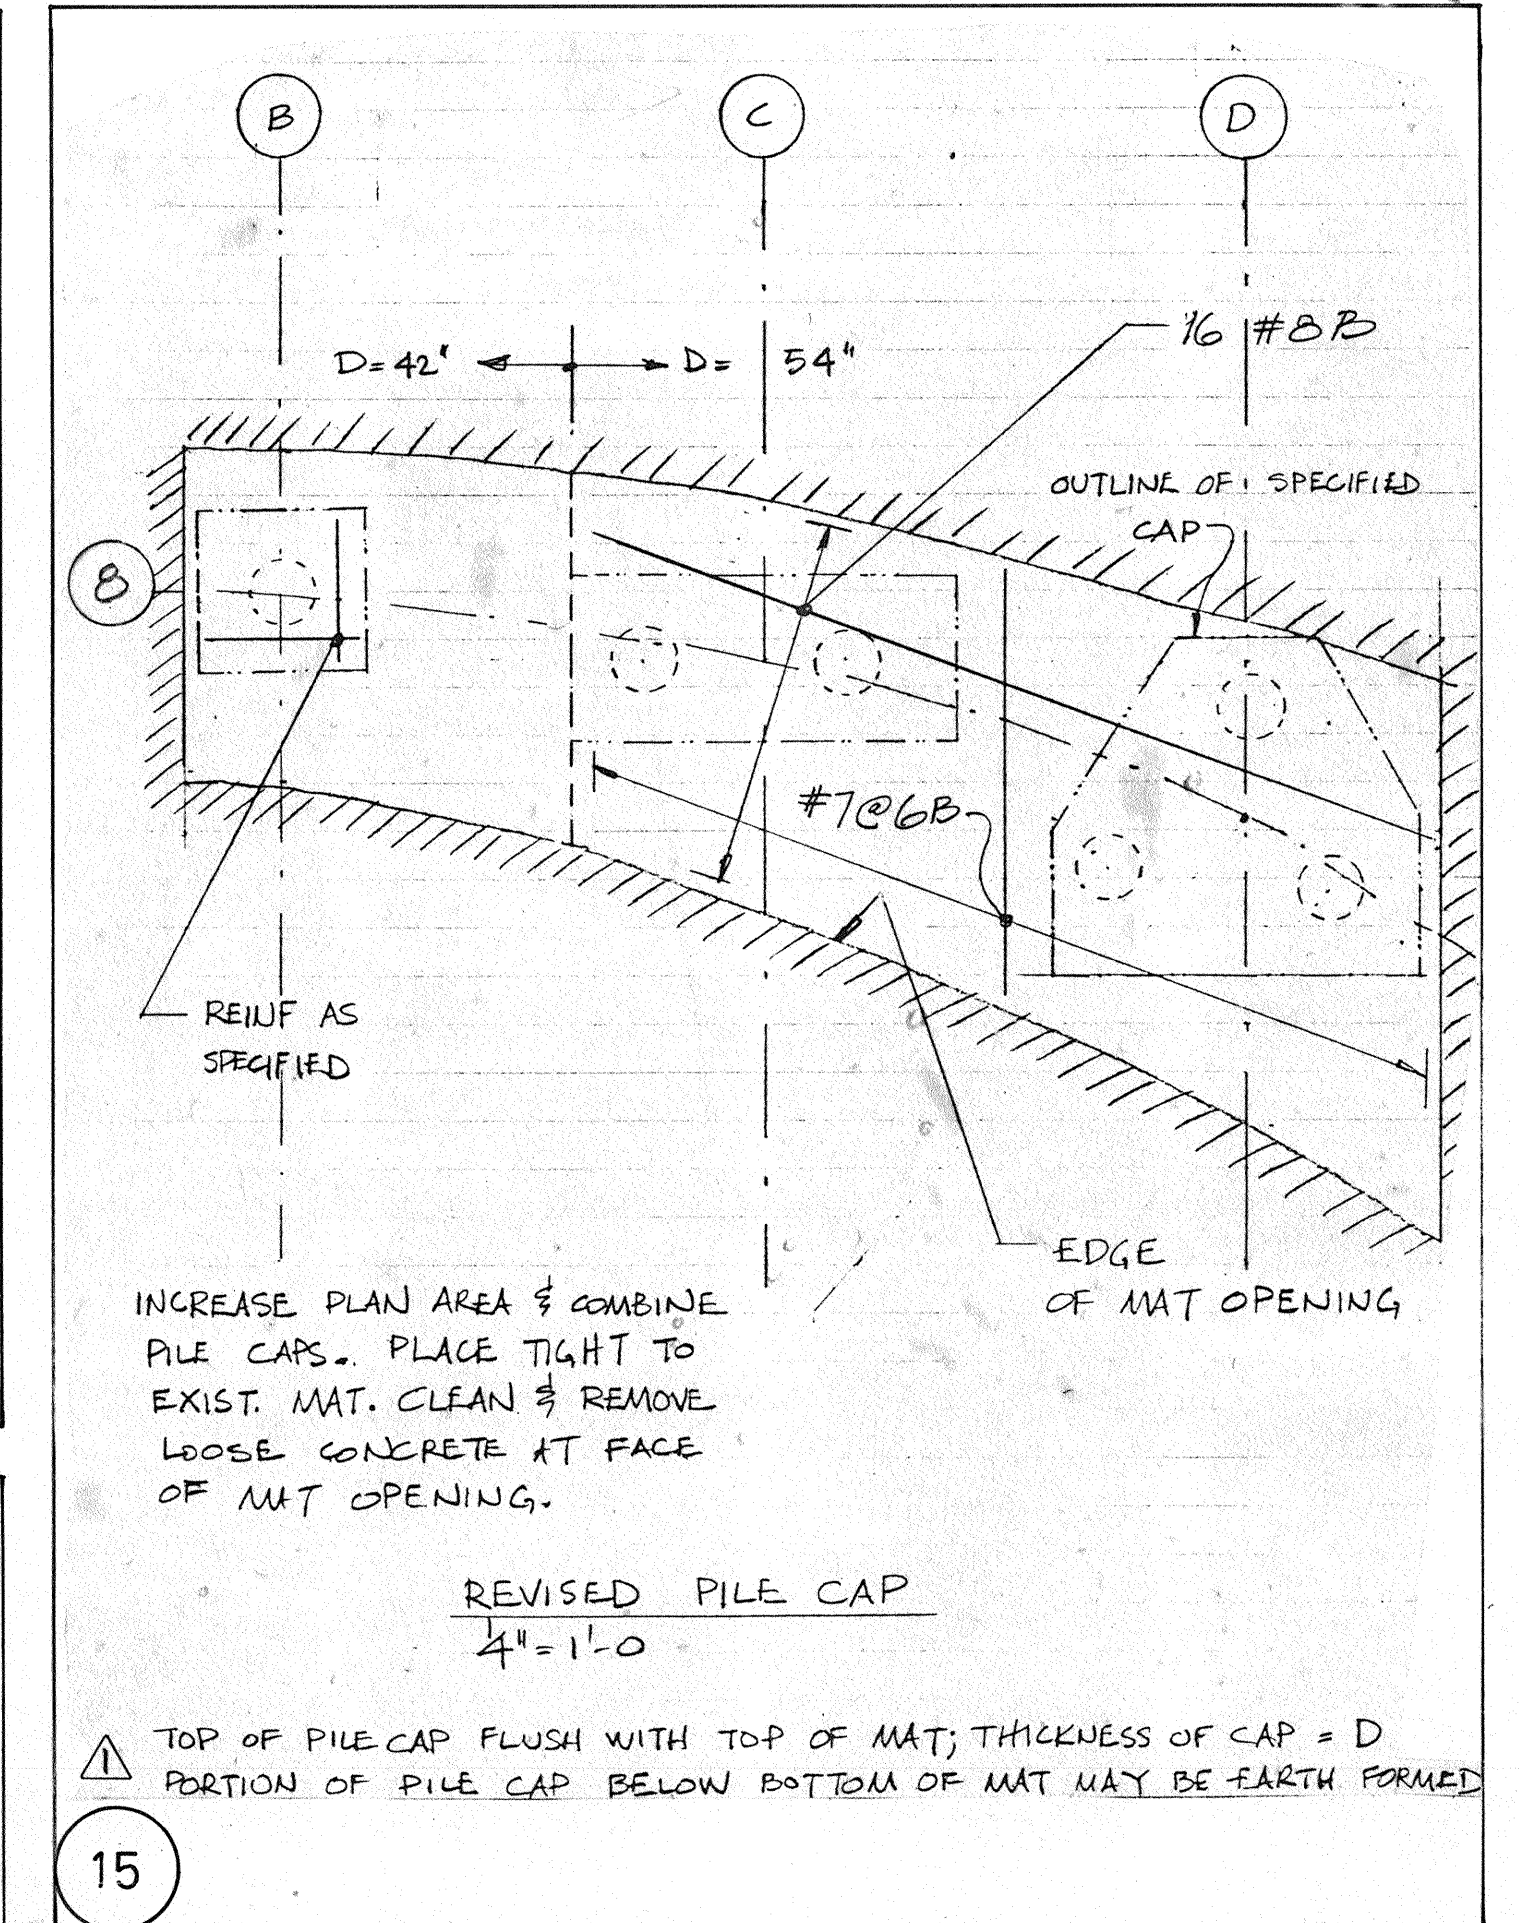 B
C
D
16 #8B
D=42" D= 54"
OUTLINE OF SPECIFIED
CAP
8
#7@6B
REINF AS
SPECIFIED
EDGE
OF MAT OPENING
INCREASE PLAN AREA & COMBINE
PILE CAPS. PLACE TIGHT TO
EXIST. MAT. CLEAN & REMOVE
LOOSE CONCRETE AT FACE
OF MAT OPENING.
REVISED PILE CAP
1/4"=1'-0
1 TOP OF PILE CAP FLUSH WITH TOP OF MAT; THICKNESS OF CAP = D
PORTION OF PILE CAP BELOW BOTTOM OF MAT MAY BE EARTH FORMED
15